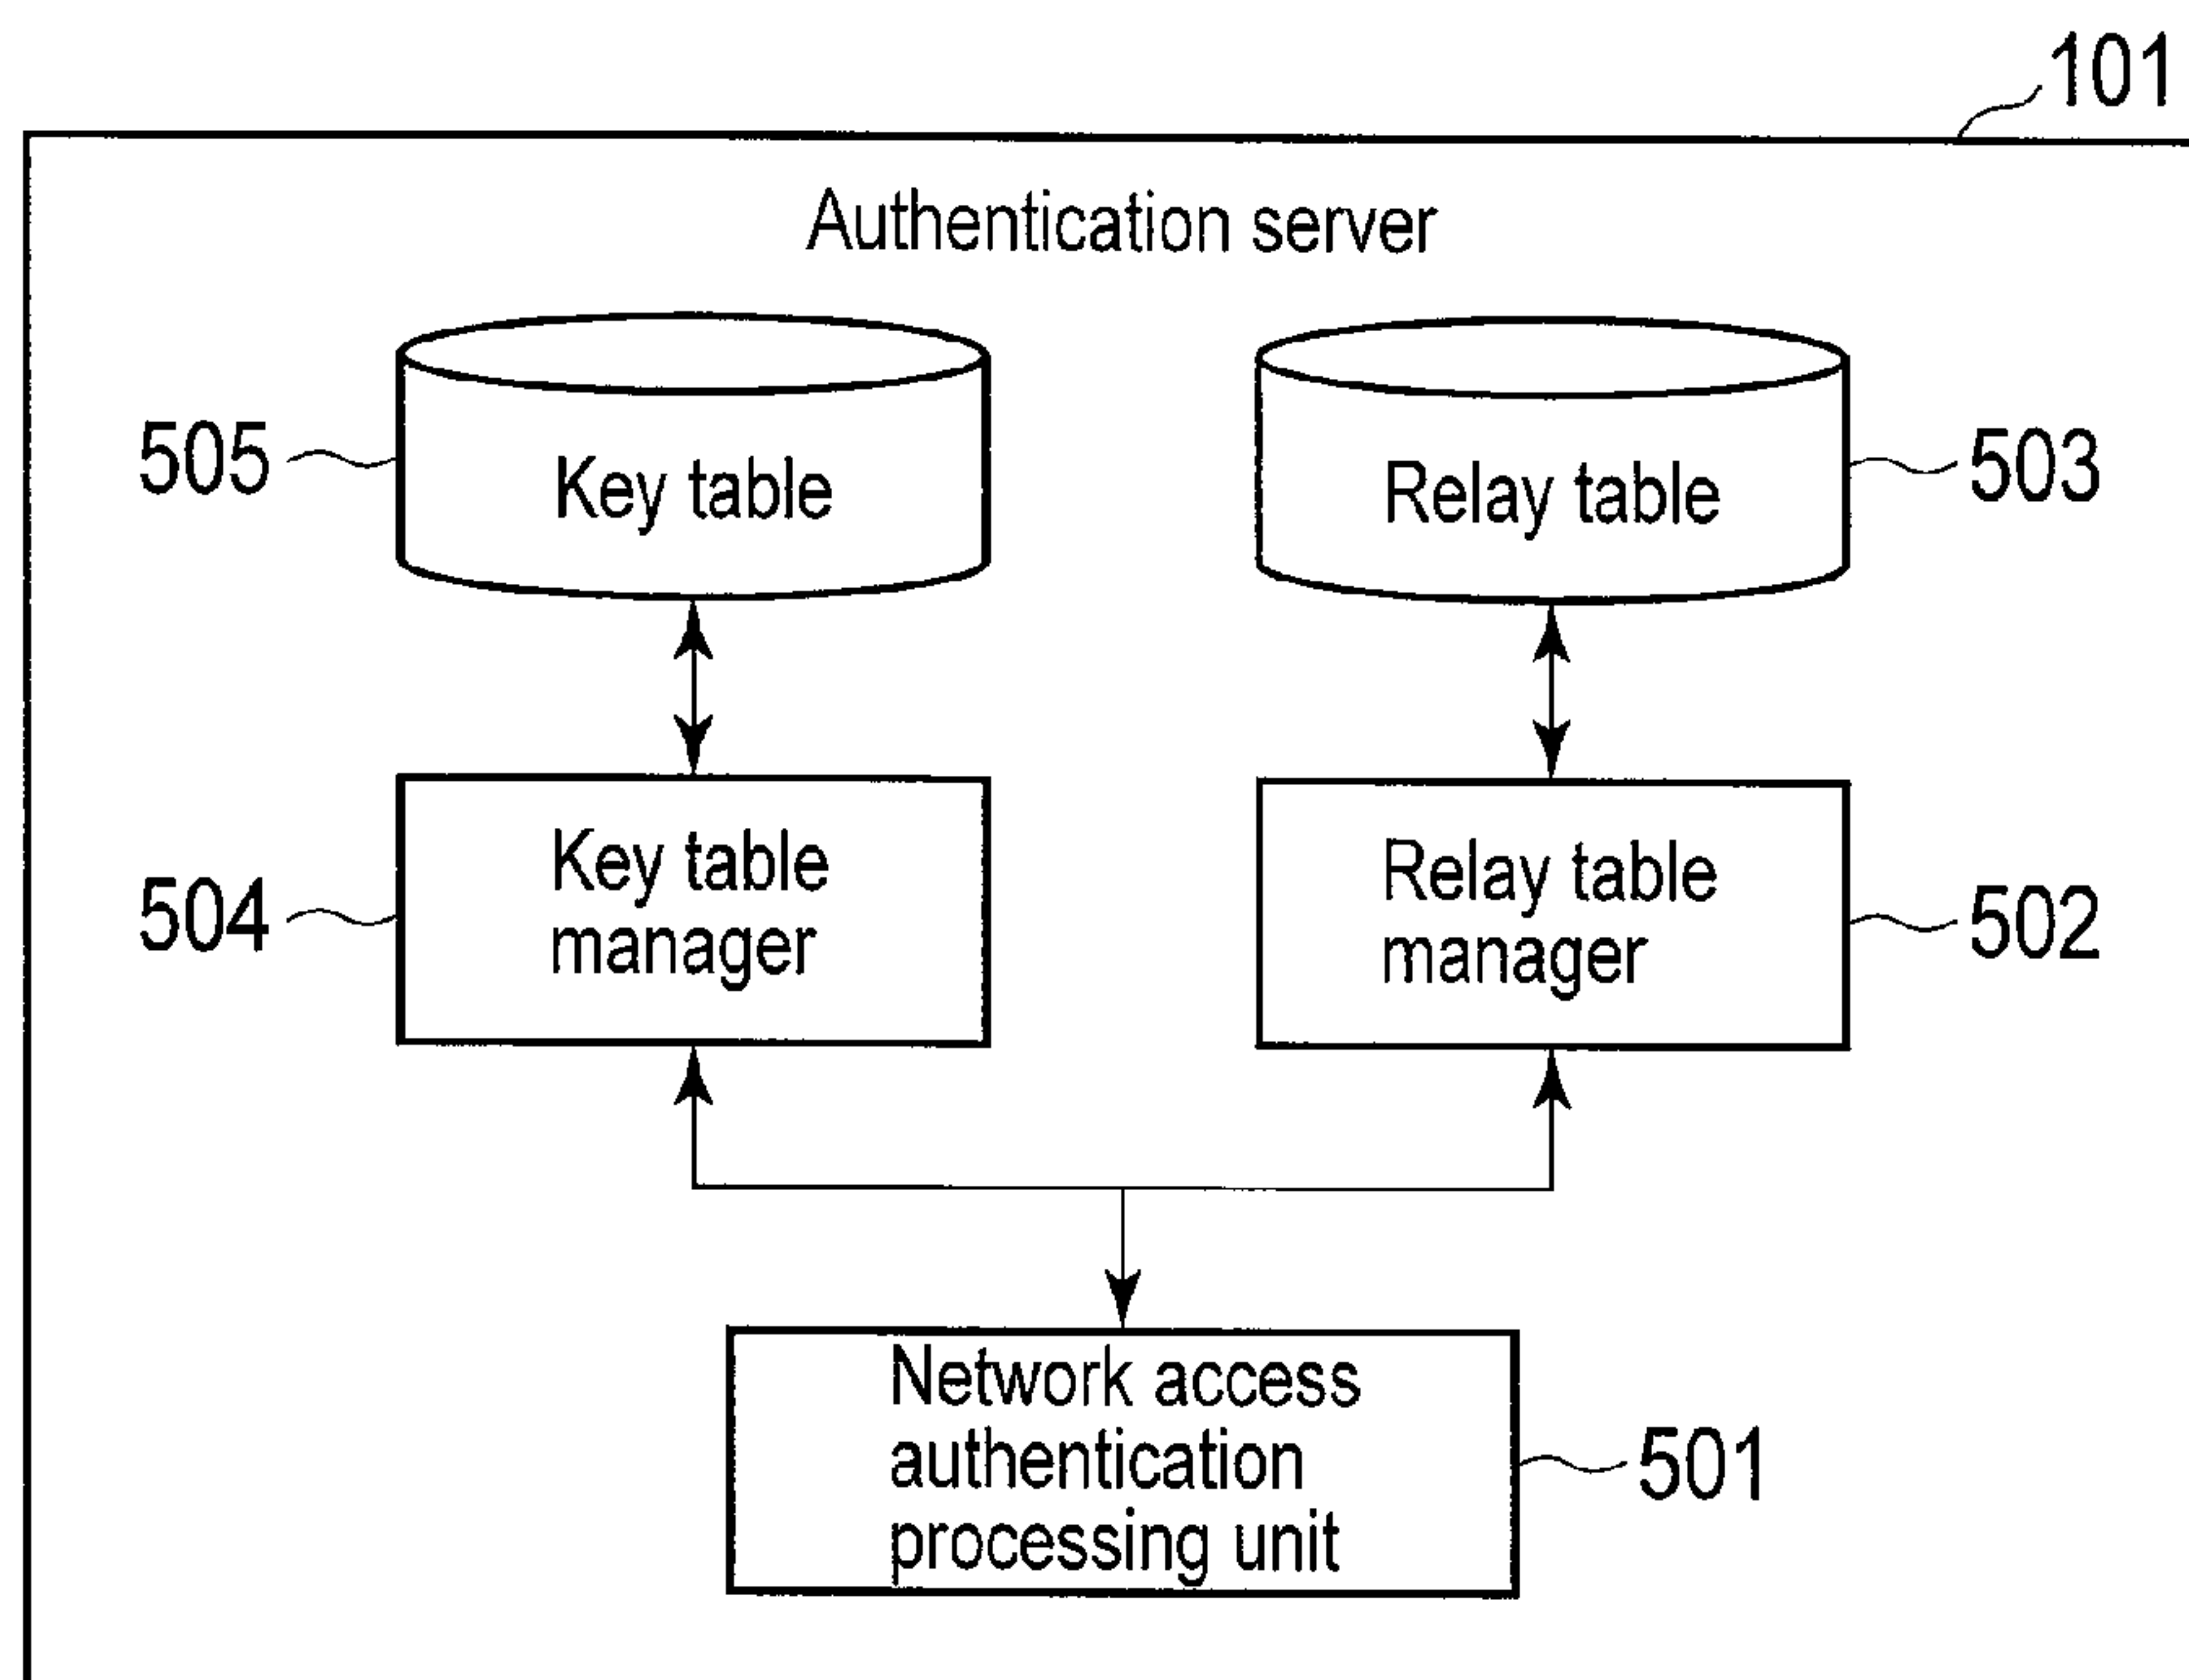 101
Authentication server
505
Key table
Relay table
503
504
Key table
manager
Relay table
manager
502
Network access
authentication
processing unit
501